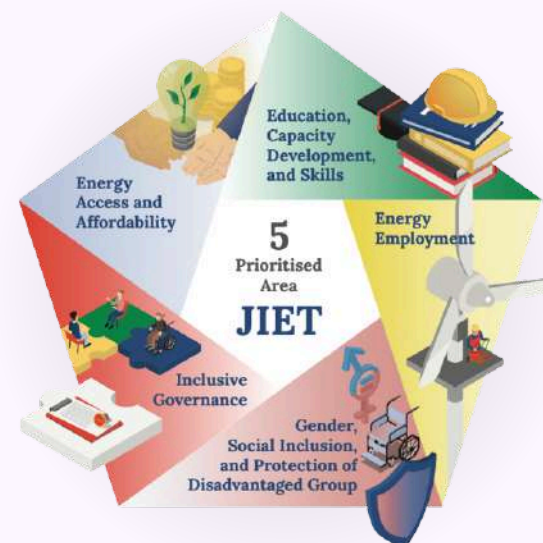 Education,
Capacity
Development,
and Skills
Energy
Access and
Affordability
Energy
Employment
5
Prioritised
Area
JIET
Inclusive
Governance
Gender,
Social Inclusion,
and Protection of
Disadvantaged Group